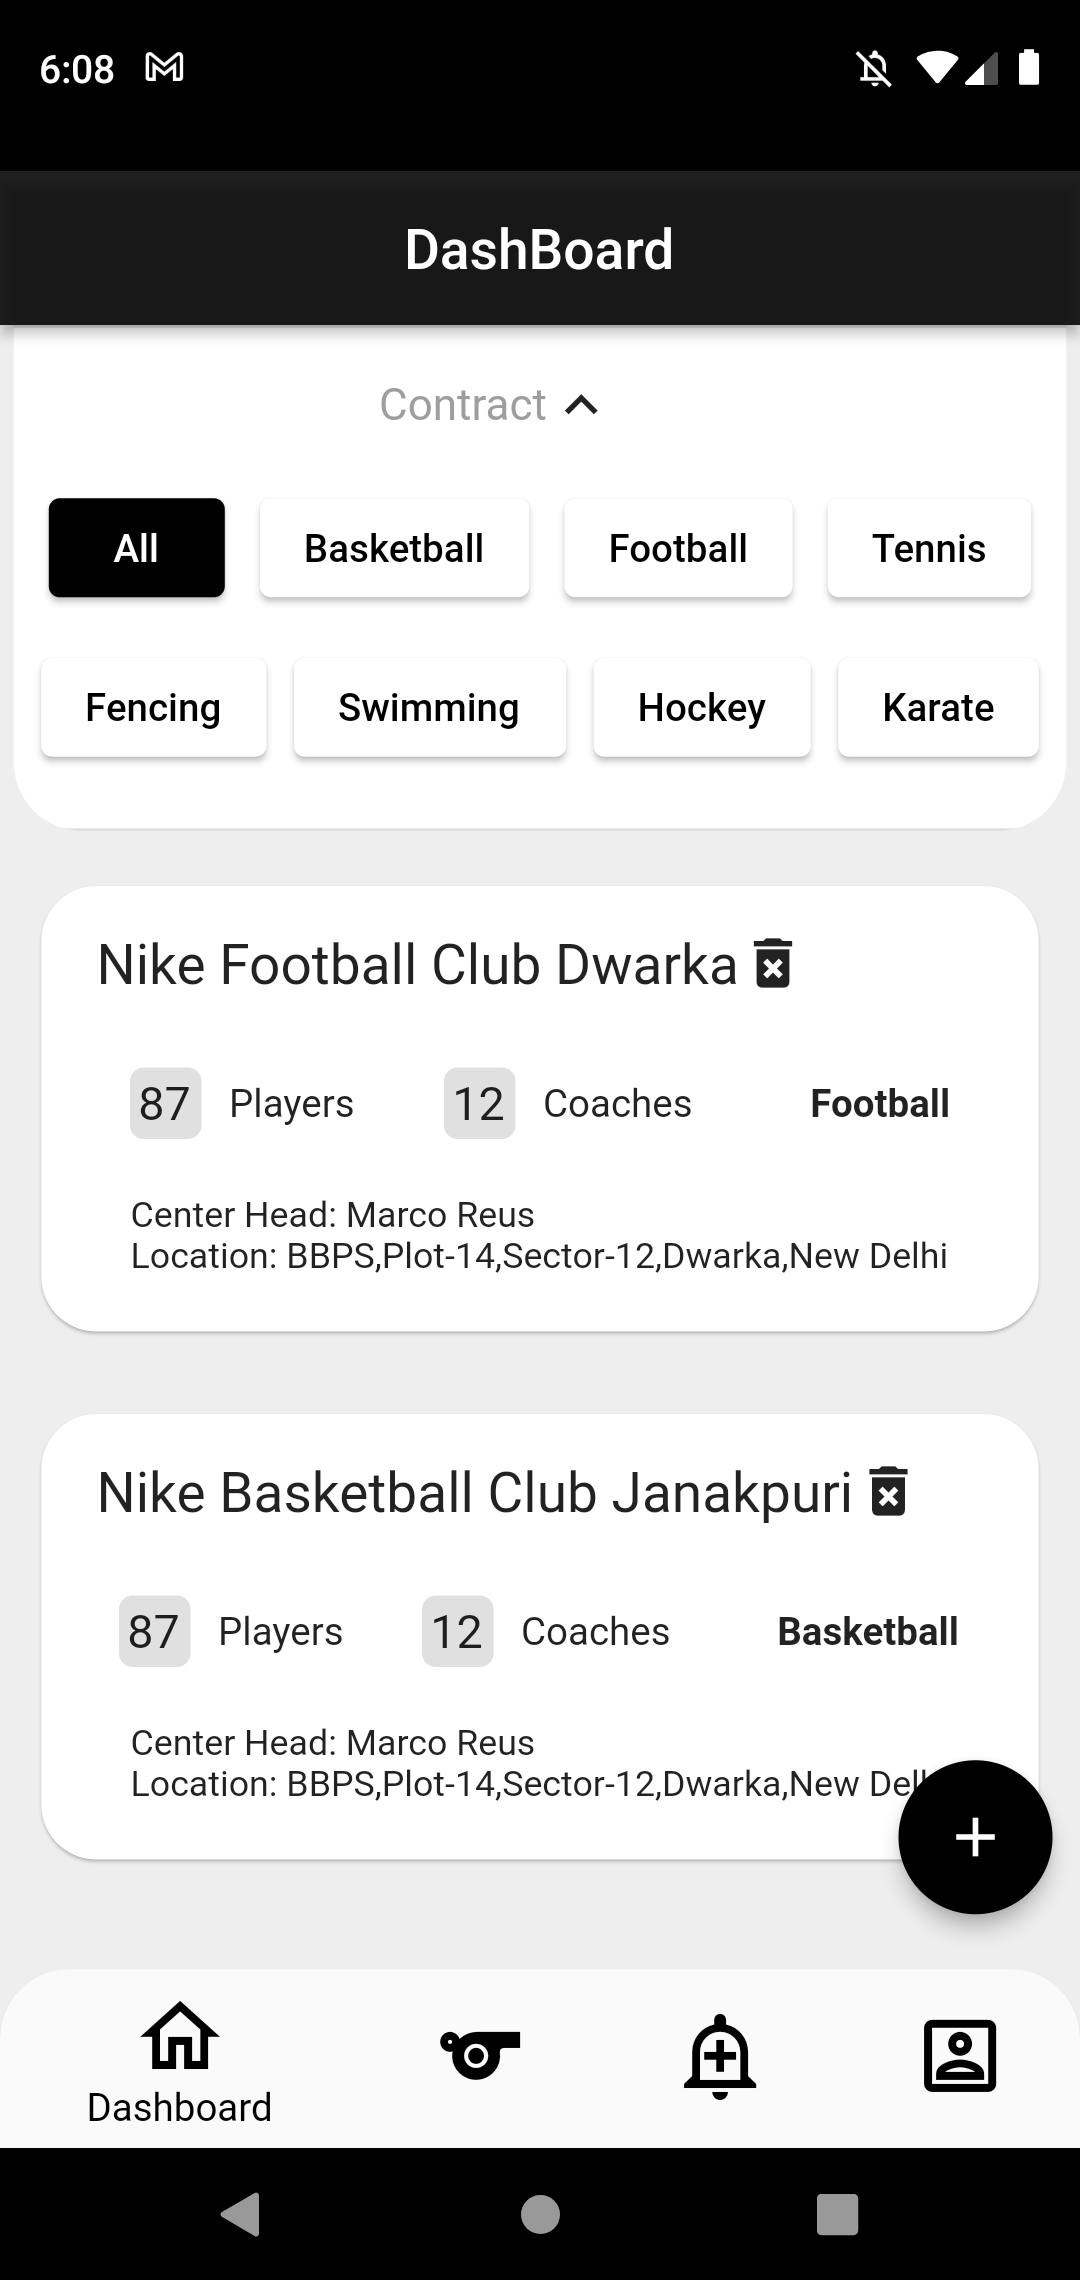 6:08
DashBoard
Contract
All Basketball Football Tennis
Fencing Swimming Hockey Karate
Nike Football Club Dwarka
87 Players 12 Coaches Football
Center Head: Marco Reus
Location: BBPS,Plot-14,Sector-12,Dwarka,New Delhi
Nike Basketball Club Janakpuri
87 Players 12 Coaches Basketball
Center Head: Marco Reus
Location: BBPS,Plot-14,Sector-12,Dwarka,New
Dashboard